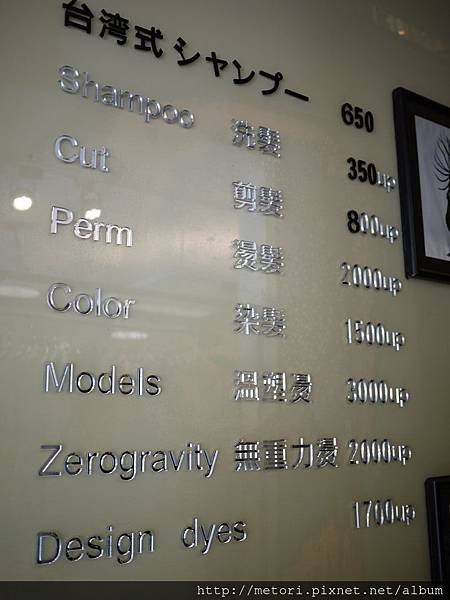 台湾式 シャンプー 650
Shampoo 洗髮 350up
Cut 剪髮 800up
Perm 燙髮 2000up
Color 染髮 1500up
Models 溫塑燙 3000up
Zerogravity 無重力燙 2000up
Design dyes 1700up
http://metori.pixnet.net/album